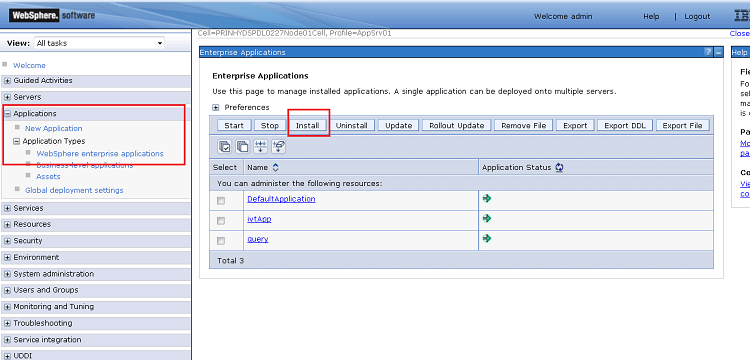 WebSphere. software
Welcome admin
Help | Logout
IB
View: All tasks
Cell=PRINHYDSPDL0227Node01Cell, Profile=AppSrv01
Close
Welcome
Guided Activities
Servers
Applications
New Application
Application Types
WebSphere enterprise applications
Business-level applications
Assets
Global deployment settings
Services
Resources
Security
Environment
System administration
Users and Groups
Monitoring and Tuning
Troubleshooting
Service integration
UDDI
Enterprise Applications
? –
Enterprise Applications
Use this page to manage installed applications. A single application can be deployed onto multiple servers.
Preferences
Start Stop Install Uninstall Update Rollout Update Remove File Export Export DDL Export File
Select Name Application Status
You can administer the following resources:
DefaultApplication
ivtApp
query
Total 3
Help
Fie
For
sel
ma
is
Pa
Mo
pa
Co
Vie
co